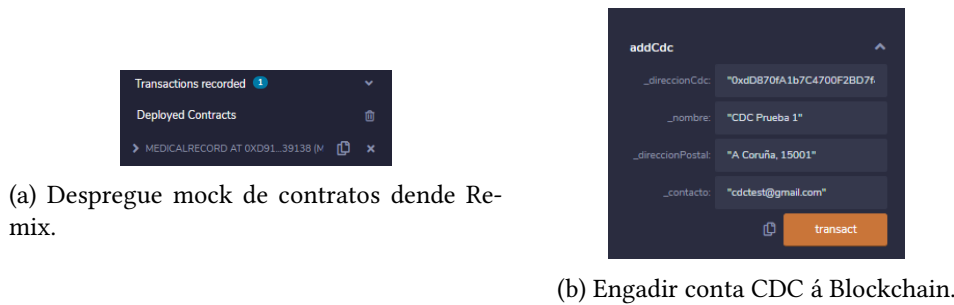 Transactions recorded 1
Deployed Contracts
MEDICALRECORD AT 0XD91...39138 (M
(a) Despregue mock de contratos dende Re-
mix.
addCdc
_direccionCdc: "0xdD870fA1b7C4700F2BD7f4
_nombre: "CDC Prueba 1"
_direccionPostal: "A Coruña, 15001"
_contacto: "cdctest@gmail.com"
transact
(b) Engadir conta CDC á Blockchain.